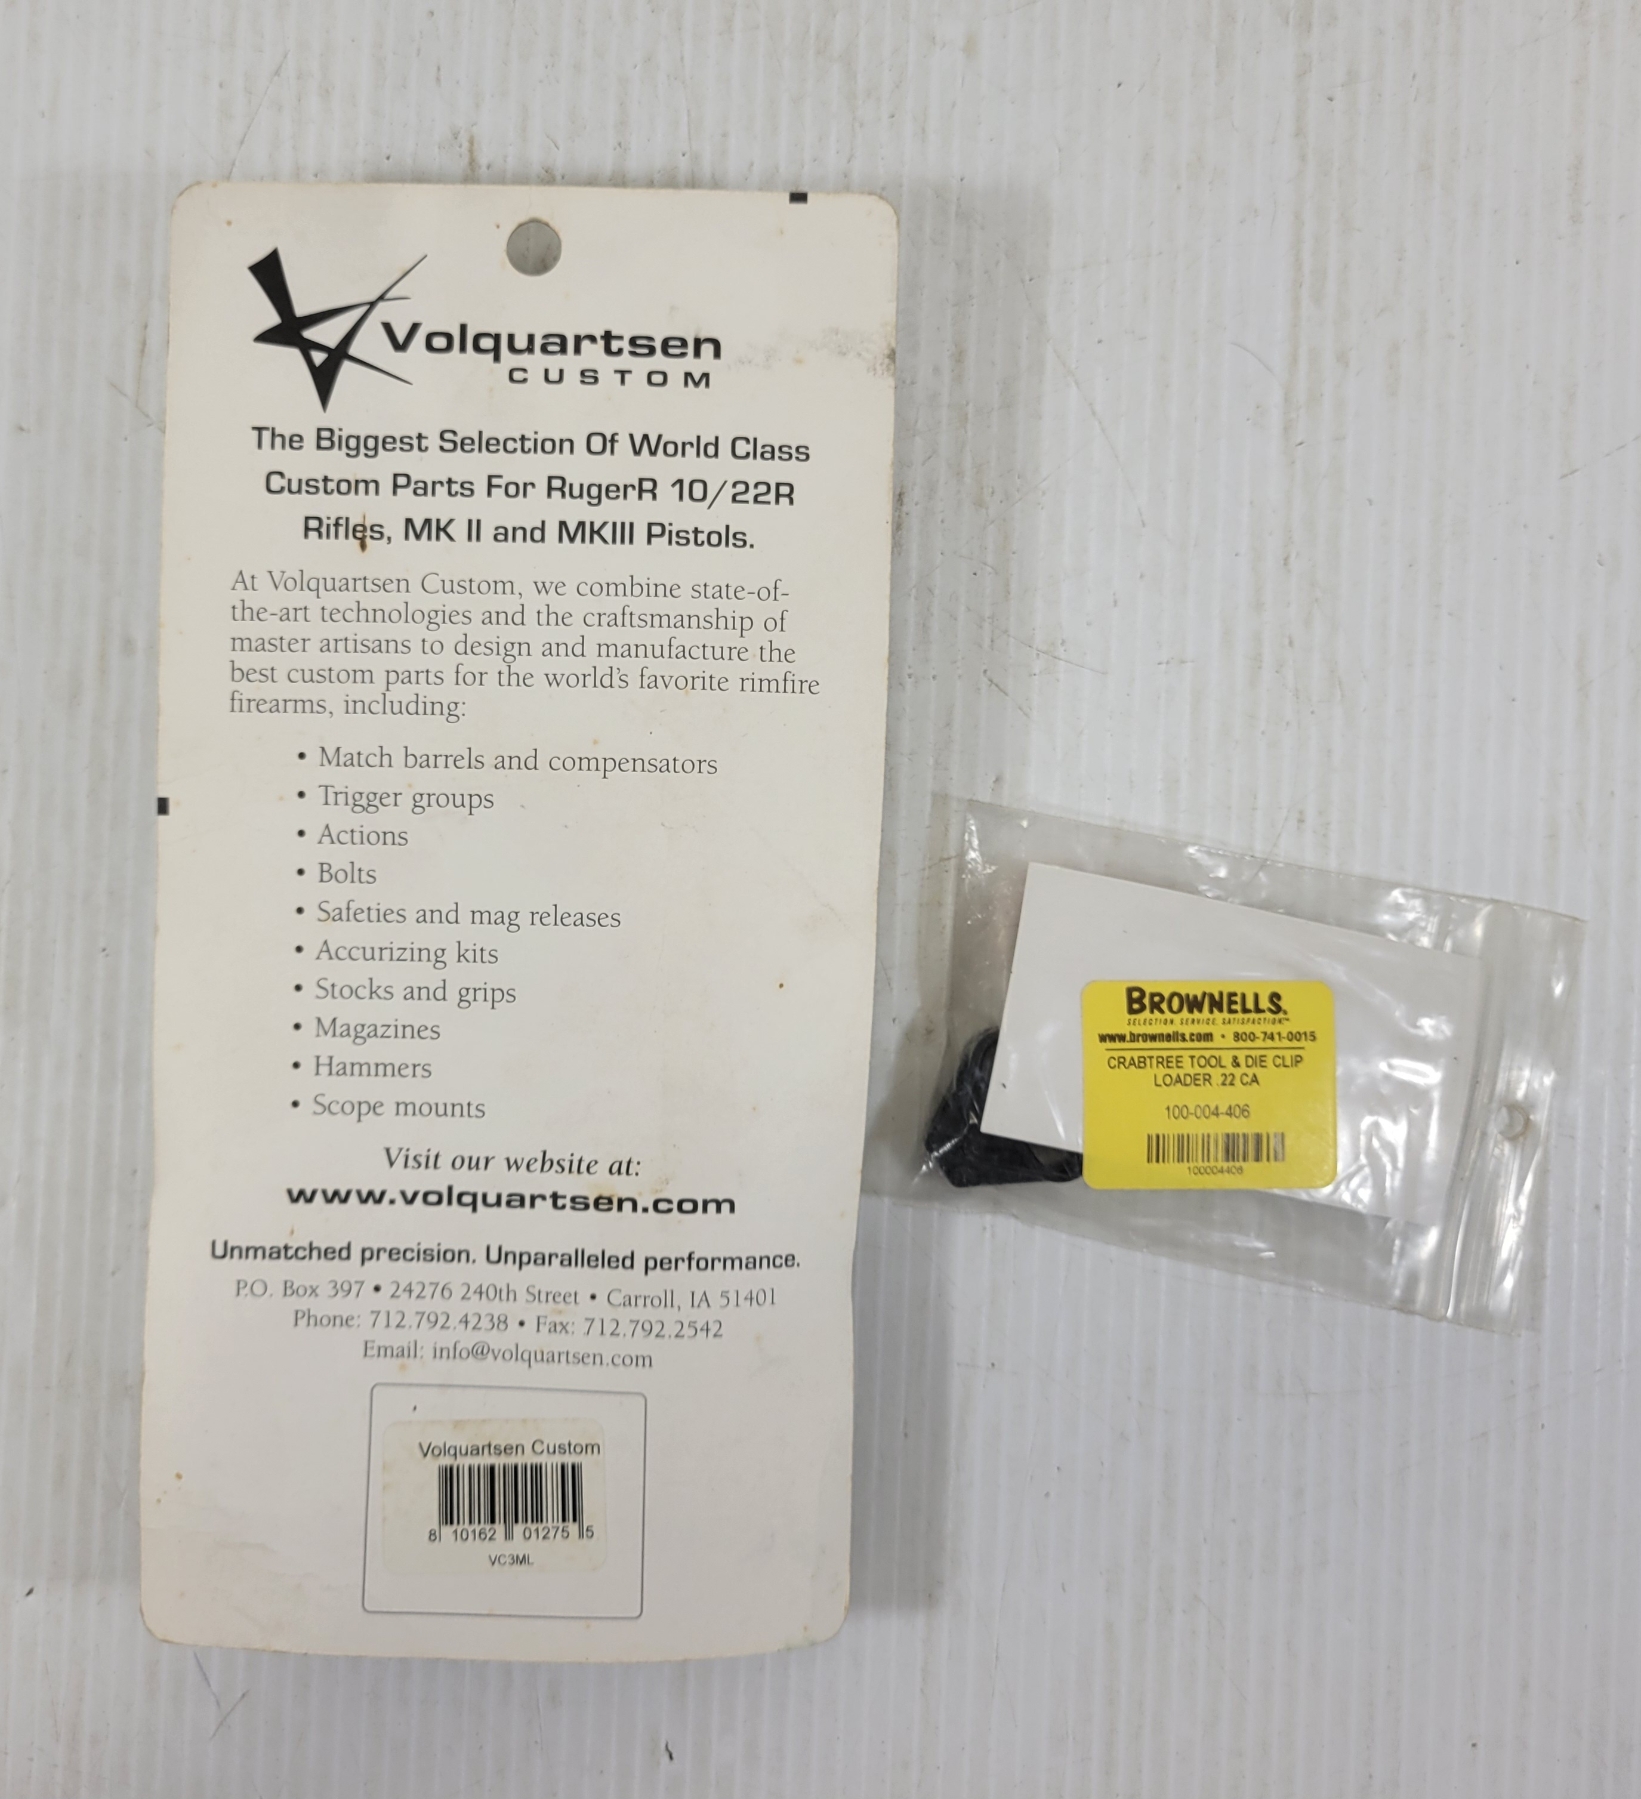 Volquartsen
CUSTOM
The Biggest Selection Of World Class
Custom Parts For RugerR 10/22R
Rifles, MK II and MKIII Pistols.
At Volquartsen Custom, we combine state-of-
the-art technologies and the craftsmanship of
master artisans to design and manufacture the
best custom parts for the world's favorite rimfire
firearms, including:
• Match barrels and compensators
• Trigger groups
• Actions
• Bolts
• Safeties and mag releases
• Accurizing kits
• Stocks and grips
• Magazines
• Hammers
• Scope mounts
Visit our website at:
www.volquartsen.com
Unmatched precision. Unparalleled performance.
P.O. Box 397 • 24276 240th Street • Carroll, IA 51401
Phone: 712.792.4238 • Fax: 712.792.2542
Email: info@volquartsen.com
Volquartsen Custom
8 10162 01275 5
VC3ML
BROWNELLS.
SELECTION. SERVICE. SATISFACTION.™
www.brownells.com • 800-741-0015
CRABTREE TOOL & DIE CLIP
LOADER .22 CA
100-004-406
100004406